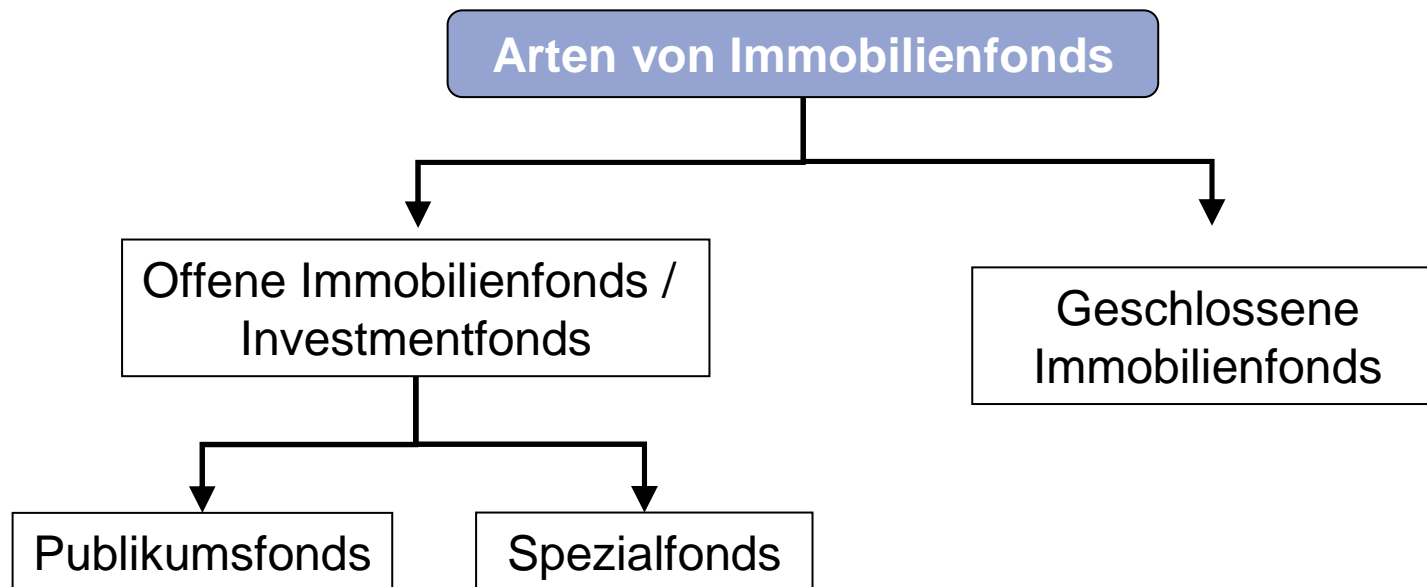 Arten von Immobilienfonds
Offene Immobilienfonds /
Investmentfonds
Geschlossene
Immobilienfonds
Publikumsfonds
Spezialfonds